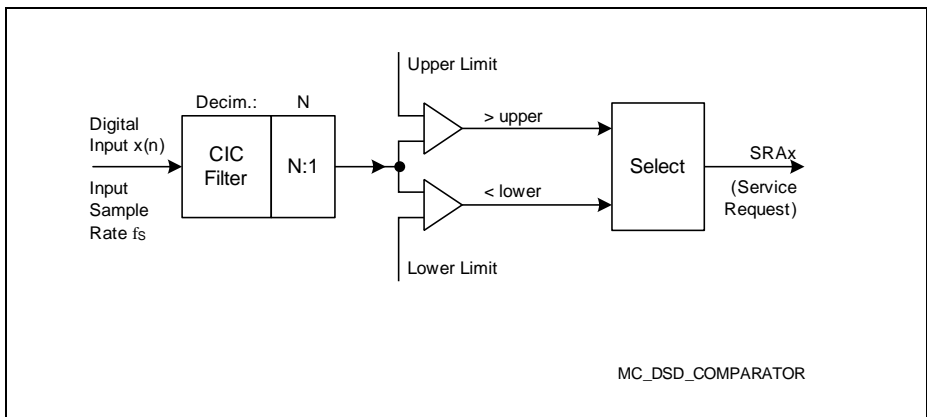 Upper Limit
Decim.: N
Digital
Input x(n)
CIC
Filter
N:1
Input
Sample
Rate fS
> upper
< lower
Select
SRAx
(Service
Request)
Lower Limit
MC_DSD_COMPARATOR